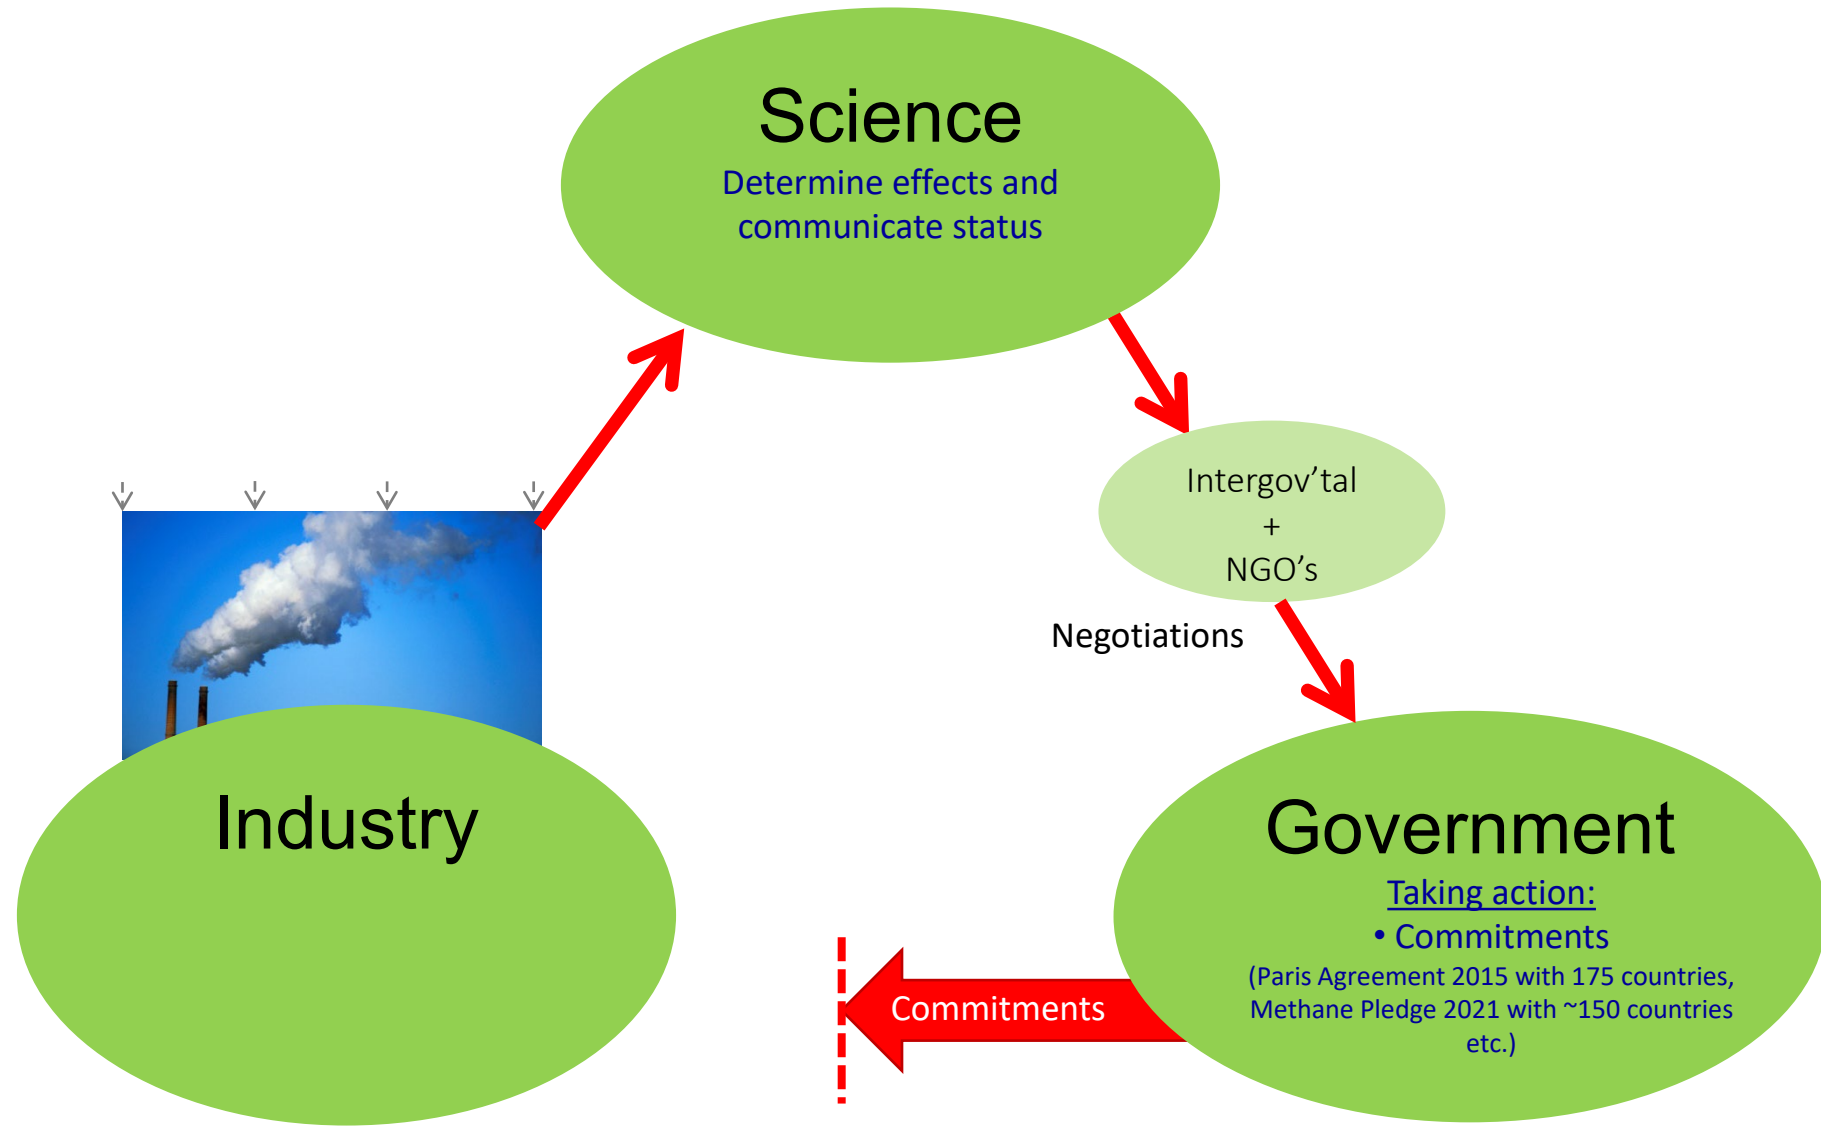 Science
Determine effects and
communicate status
Intergov’tal
+
NGO’s
Negotiations
Industry
Government
Taking action:
• Commitments
(Paris Agreement 2015 with 175 countries,
Methane Pledge 2021 with ~150 countries
etc.)
Commitments